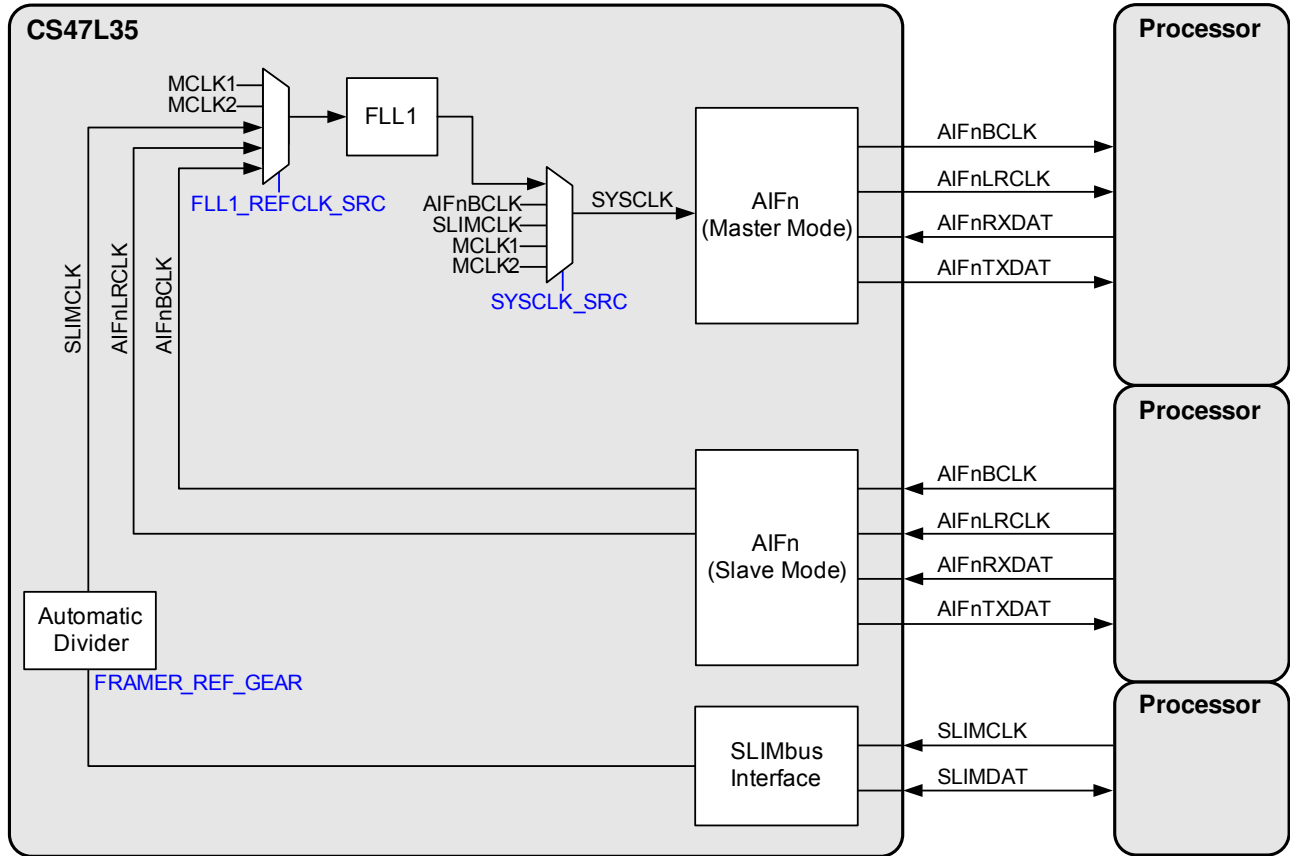 CS47L35
Processor
MCLK1
MCLK2
FLL1
FLL1_REFCLK_SRC
AIFnBCLK
SLIMCLK
MCLK1
MCLK2
SYSCLK_SRC
SYSCLK
AIFn
(Master Mode)
AIFnBCLK
AIFnLRCLK
AIFnRXDAT
AIFnTXDAT
SLIMCLK
AIFnLRCLK
AIFnBCLK
Processor
AIFn
(Slave Mode)
AIFnBCLK
AIFnLRCLK
AIFnRXDAT
AIFnTXDAT
Automatic
Divider
FRAMER_REF_GEAR
Processor
SLIMbus
Interface
SLIMCLK
SLIMDAT